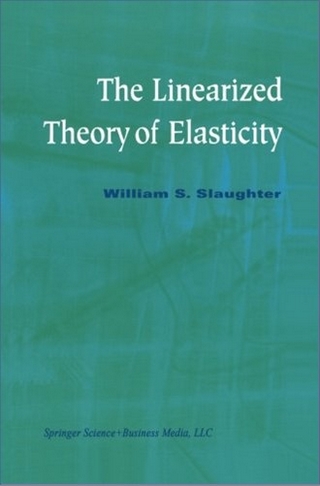 The Linearized
Theory of Elasticity
William S. Slaughter
Springer Science+Business Media, LLC